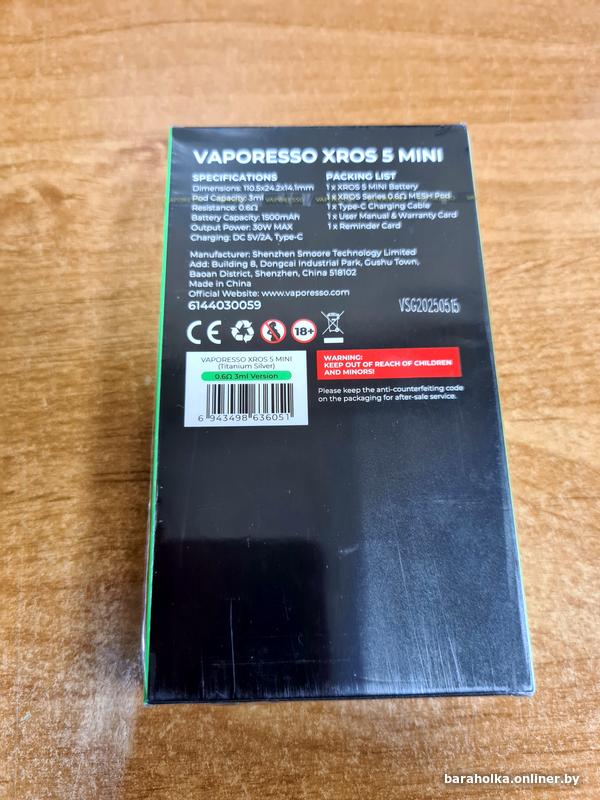 VAPORESSO XROS 5 MINI
SPECIFICATIONS
Dimensions: 110.5x24.2x14.1mm
Pod Capacity: 3ml
Resistance: 0.6Ω
Battery Capacity: 1500mAh
Output Power: 30W MAX
Charging: DC 5V/2A, Type-C
PACKING LIST
1 x XROS 5 MINI Battery
1 x XROS Series 0.6Ω MESH Pod
1 x Type-C Charging Cable
1 x User Manual & Warranty Card
1 x Reminder Card
Manufacturer: Shenzhen Smoore Technology Limited
Add: Building 8, Dongcai Industrial Park, Gushu Town,
Baoan District, Shenzhen, China 518102
Made in China
Official Website: www.vaporesso.com
6144030059
VSG20250515
CE
18+
VAPORESSO XROS 5 MINI
(Titanium Silver)
0.6Ω 3ml Version
6 943498 636051
WARNING:
KEEP OUT OF REACH OF CHILDREN
AND MINORS!
Please keep the anti-counterfeiting code
on the packaging for after-sale service.
baraholka.onliner.by